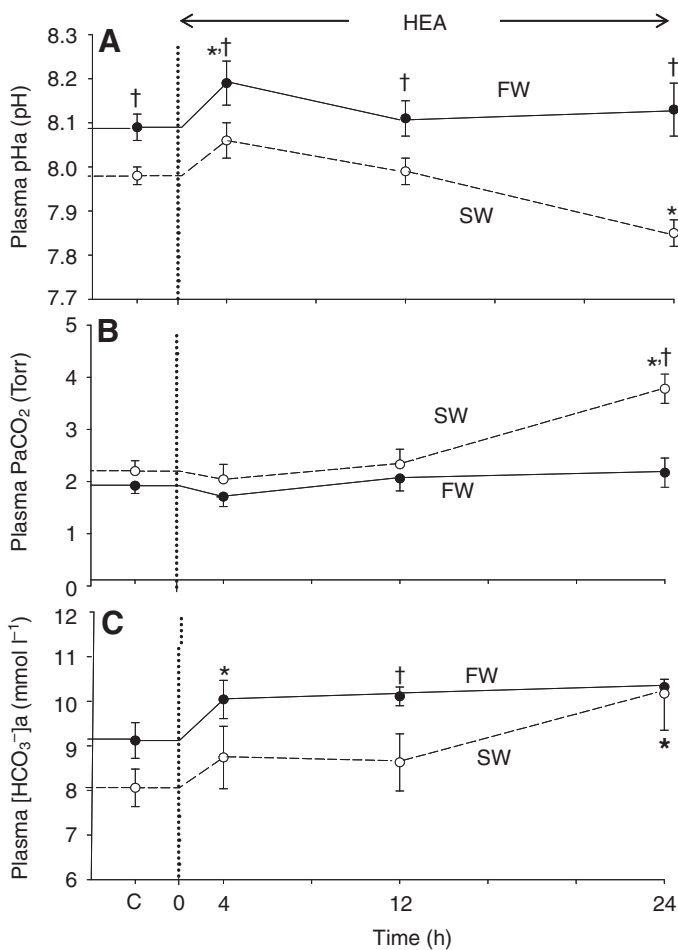 HEA
A
8.3
8.2
8.1
8.0
7.9
7.8
7.7
Plasma pHa (pH)
†
*,†
†
†
FW
SW
*
B
5
4
3
2
1
0
Plasma PaCO₂ (Torr)
*,†
SW
FW
C
12
11
10
9
8
7
6
Plasma [HCO₃⁻]a (mmol l⁻¹)
*
†
FW
SW
*
C 0 4 12 24
Time (h)